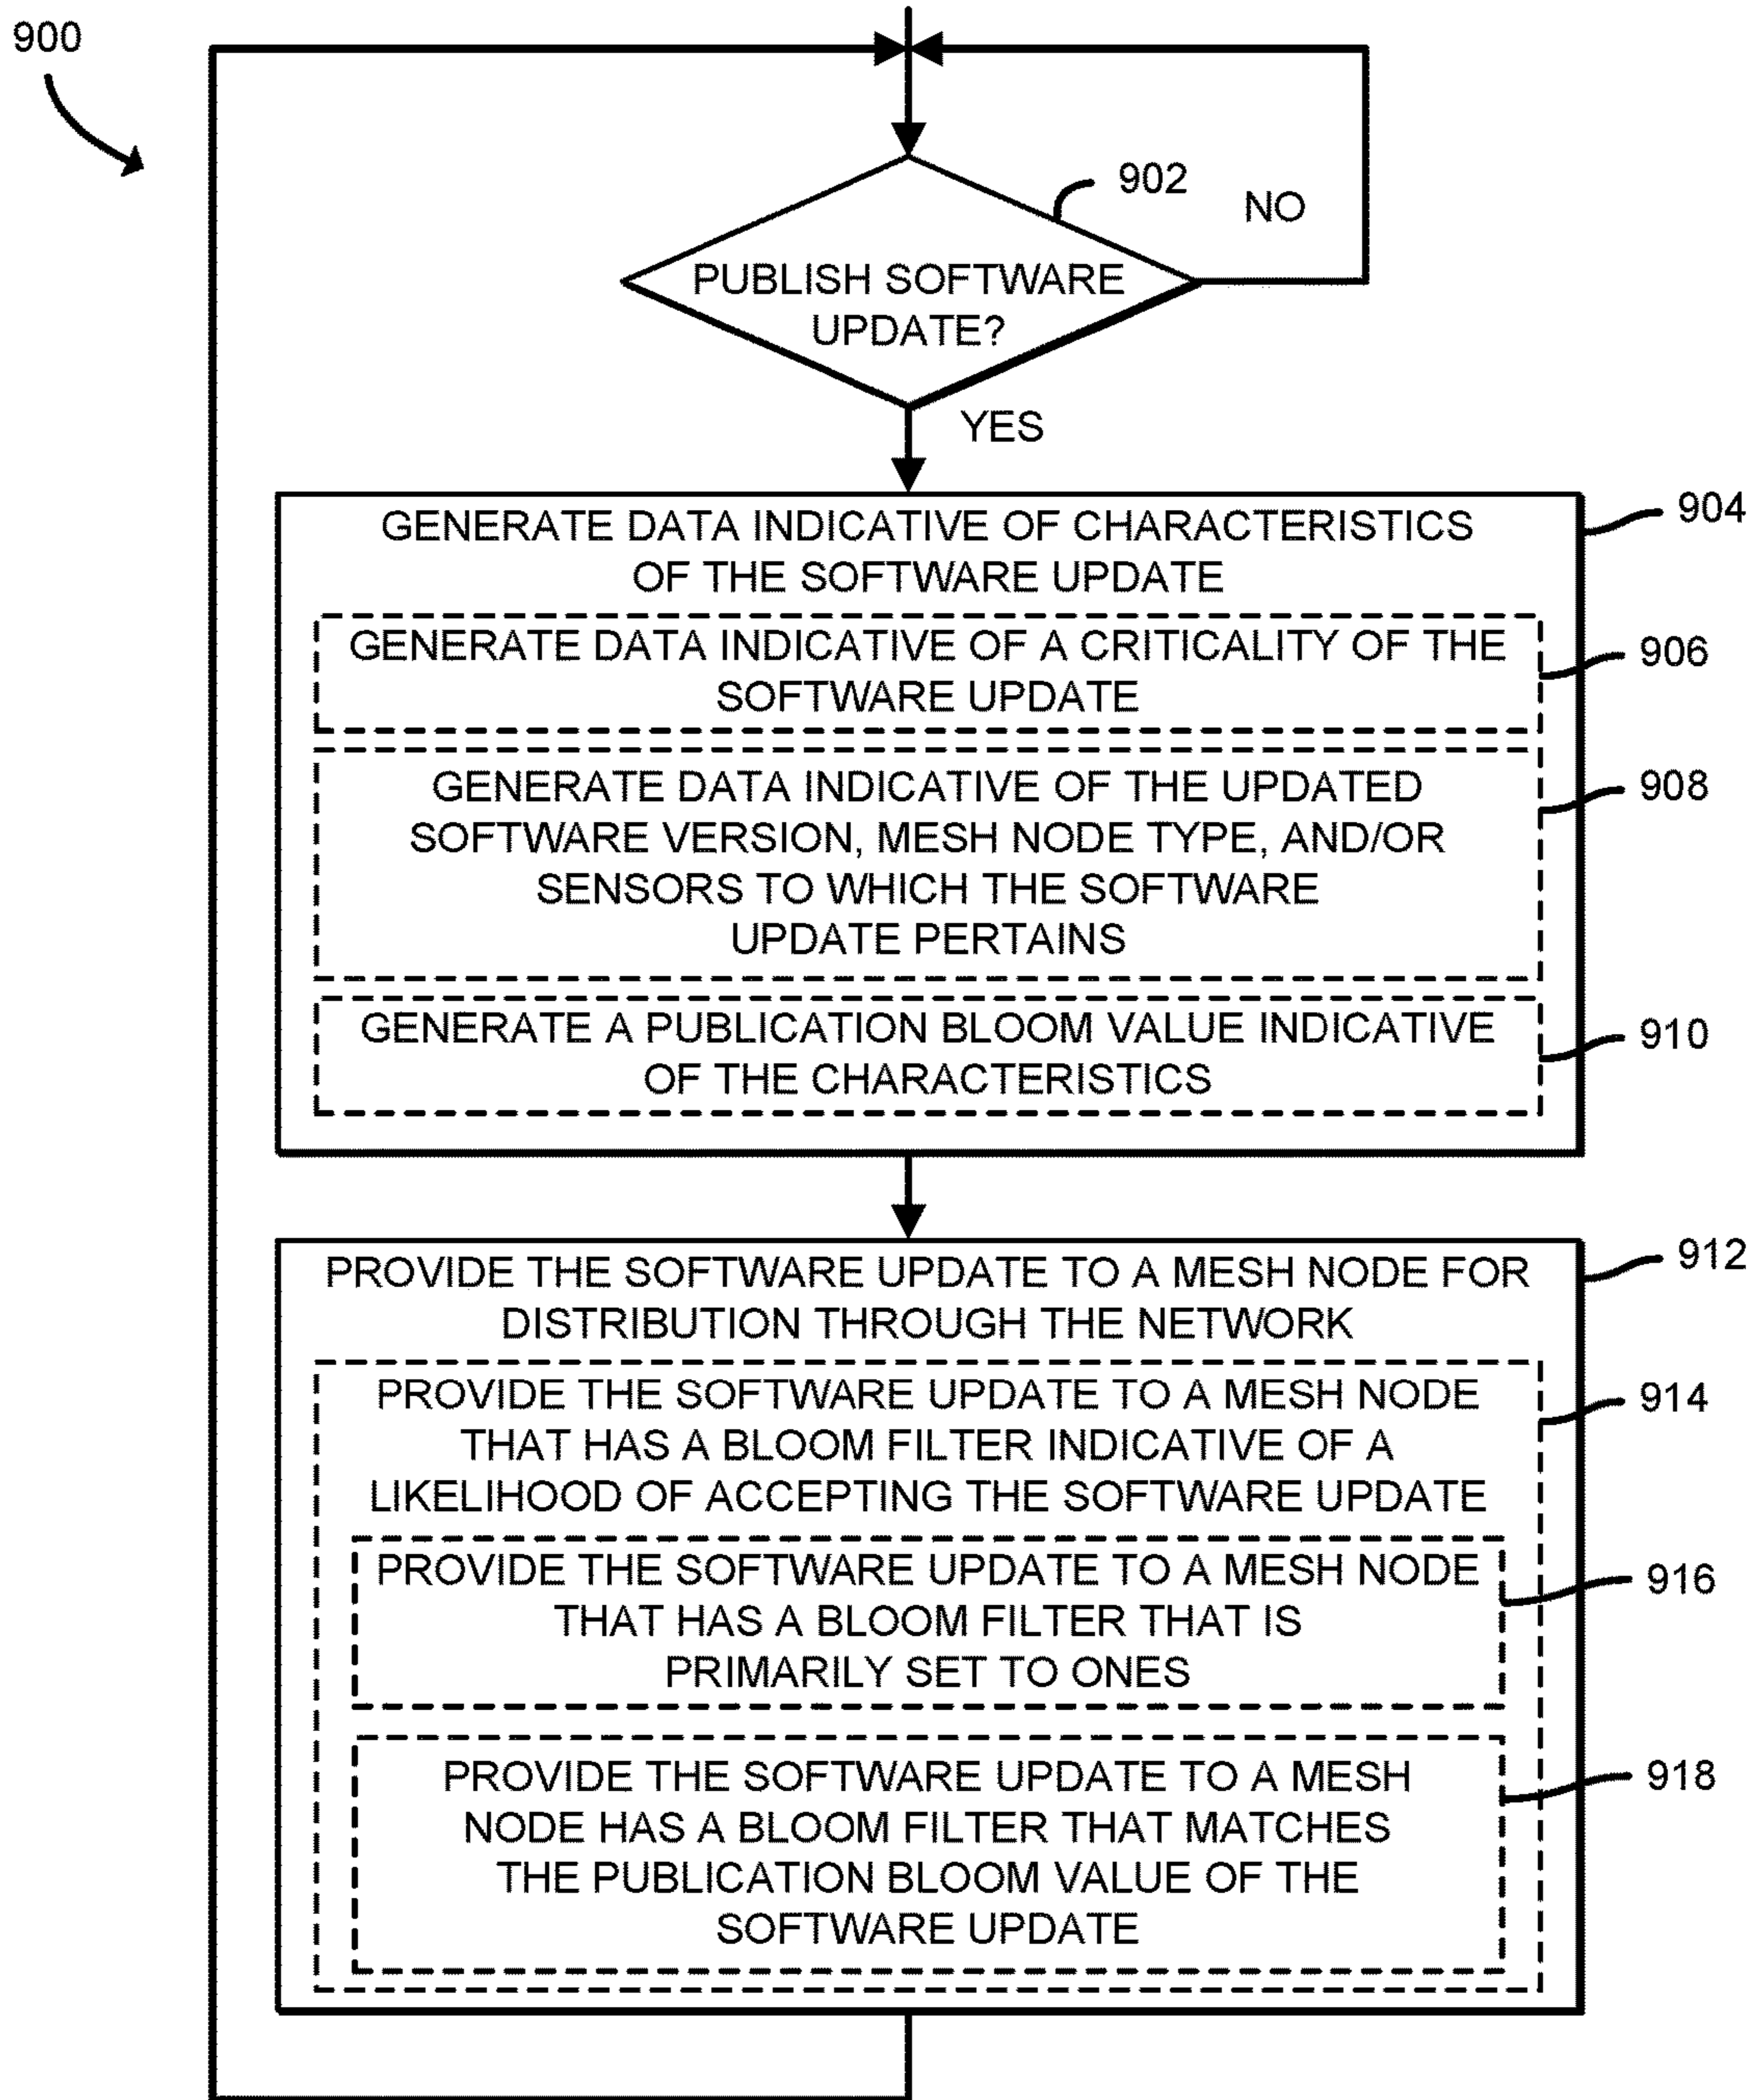 900
902
NO
PUBLISH SOFTWARE
UPDATE?
YES
904
GENERATE DATA INDICATIVE OF CHARACTERISTICS
OF THE SOFTWARE UPDATE
GENERATE DATA INDICATIVE OF A CRITICALITY OF THE
SOFTWARE UPDATE
906
GENERATE DATA INDICATIVE OF THE UPDATED
SOFTWARE VERSION, MESH NODE TYPE, AND/OR
SENSORS TO WHICH THE SOFTWARE
UPDATE PERTAINS
908
GENERATE A PUBLICATION BLOOM VALUE INDICATIVE
OF THE CHARACTERISTICS
910
PROVIDE THE SOFTWARE UPDATE TO A MESH NODE FOR
DISTRIBUTION THROUGH THE NETWORK
912
PROVIDE THE SOFTWARE UPDATE TO A MESH NODE
THAT HAS A BLOOM FILTER INDICATIVE OF A
LIKELIHOOD OF ACCEPTING THE SOFTWARE UPDATE
914
PROVIDE THE SOFTWARE UPDATE TO A MESH NODE
THAT HAS A BLOOM FILTER THAT IS
PRIMARILY SET TO ONES
916
PROVIDE THE SOFTWARE UPDATE TO A MESH
NODE HAS A BLOOM FILTER THAT MATCHES
THE PUBLICATION BLOOM VALUE OF THE
SOFTWARE UPDATE
918